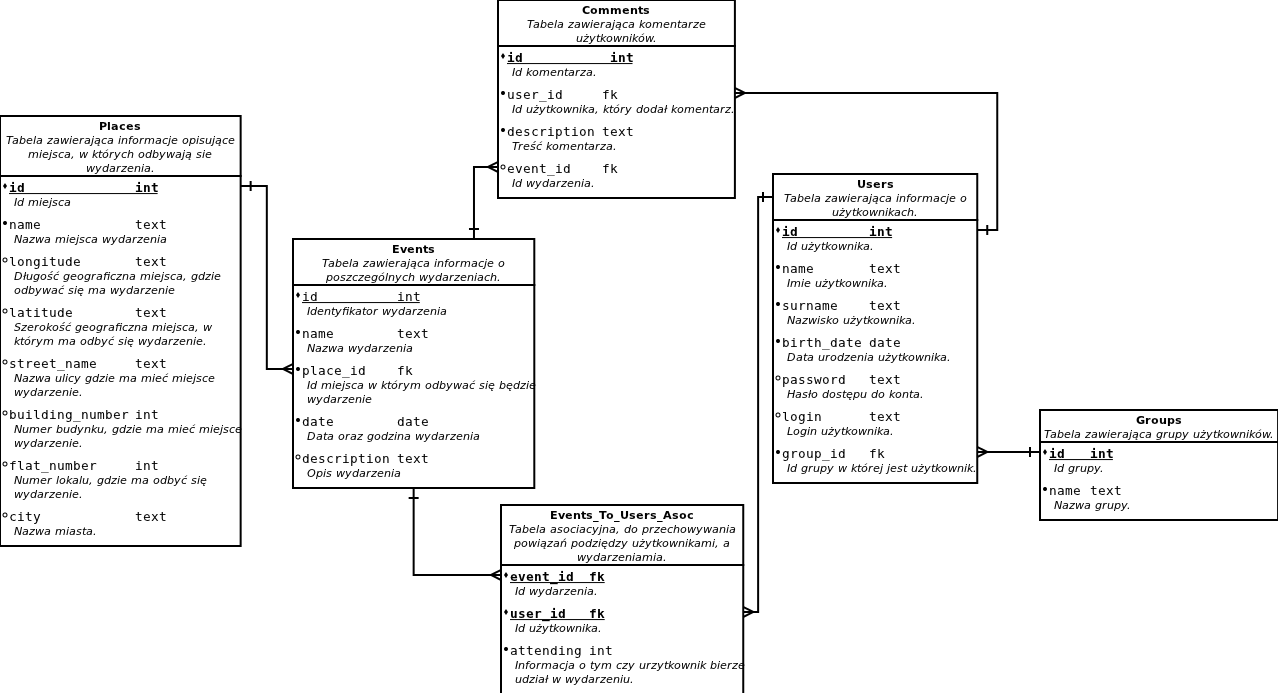 Comments
Tabela zawierająca komentarze
użytkowników.
id int
Id komentarza.
user_id fk
Id użytkownika, który dodał komentarz.
description text
Treść komentarza.
event_id fk
Id wydarzenia.
Places
Tabela zawierająca informacje opisujące
miejsca, w których odbywają sie
wydarzenia.
id int
Id miejsca
name text
Nazwa miejsca wydarzenia
longitude text
Długość geograficzna miejsca, gdzie
odbywać się ma wydarzenie
latitude text
Szerokość geograficzna miejsca, w
którym ma odbyć się wydarzenie.
street_name text
Nazwa ulicy gdzie ma mieć miejsce
wydarzenie.
building_number int
Numer budynku, gdzie ma mieć miejsce
wydarzenie.
flat_number int
Numer lokalu, gdzie ma odbyć się
wydarzenie.
city text
Nazwa miasta.
Events
Tabela zawierająca informacje o
poszczególnych wydarzeniach.
id int
Identyfikator wydarzenia
name text
Nazwa wydarzenia
place_id fk
Id miejsca w którym odbywać się będzie
wydarzenie
date date
Data oraz godzina wydarzenia
description text
Opis wydarzenia
Users
Tabela zawierająca informacje o
użytkownikach.
id int
Id użytkownika.
name text
Imie użytkownika.
surname text
Nazwisko użytkownika.
birth_date date
Data urodzenia użytkownika.
password text
Hasło dostępu do konta.
login text
Login użytkownika.
group_id fk
Id grupy w której jest użytkownik.
Groups
Tabela zawierająca grupy użytkowników.
id int
Id grupy.
name text
Nazwa grupy.
Events_To_Users_Asoc
Tabela asociacyjna, do przechowywania
powiązań podziędzy użytkownikami, a
wydarzeniamia.
event_id fk
Id wydarzenia.
user_id fk
Id użytkownika.
attending int
Informacja o tym czy urzytkownik bierze
udział w wydarzeniu.